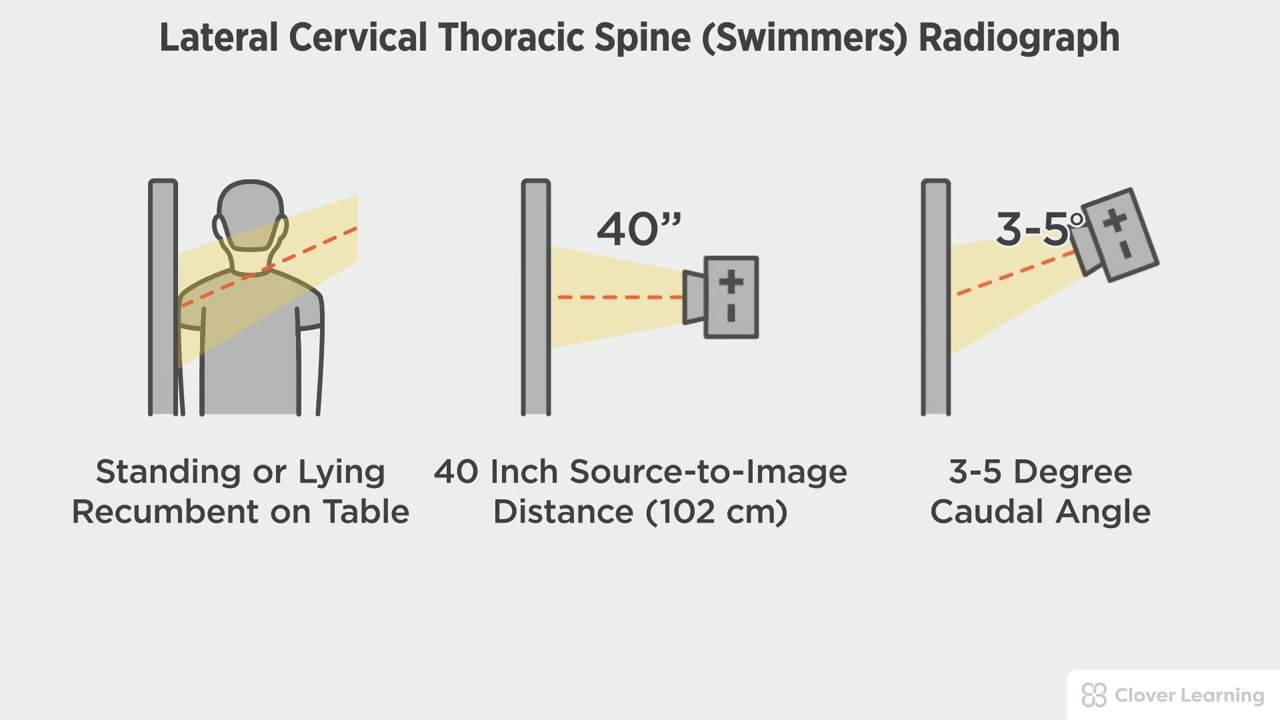 Lateral Cervical Thoracic Spine (Swimmers) Radiograph
40”
3-5°
Standing or Lying
Recumbent on Table
40 Inch Source-to-Image
Distance (102 cm)
3-5 Degree
Caudal Angle
Clover Learning